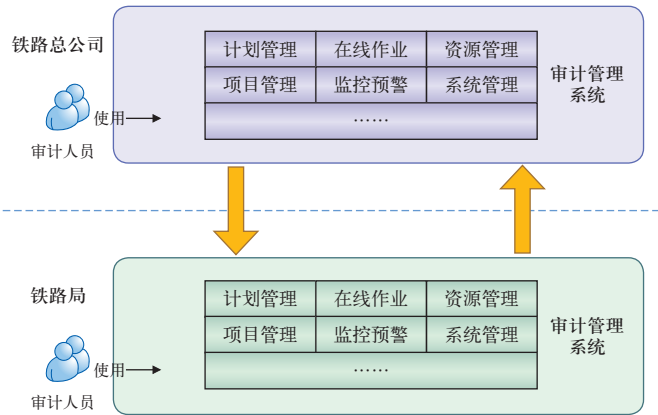 铁路总公司
计划管理 在线作业 资源管理
项目管理 监控预警 系统管理
……
审计管理
系统
使用
审计人员
铁路局
计划管理 在线作业 资源管理
项目管理 监控预警 系统管理
……
审计管理
系统
使用
审计人员